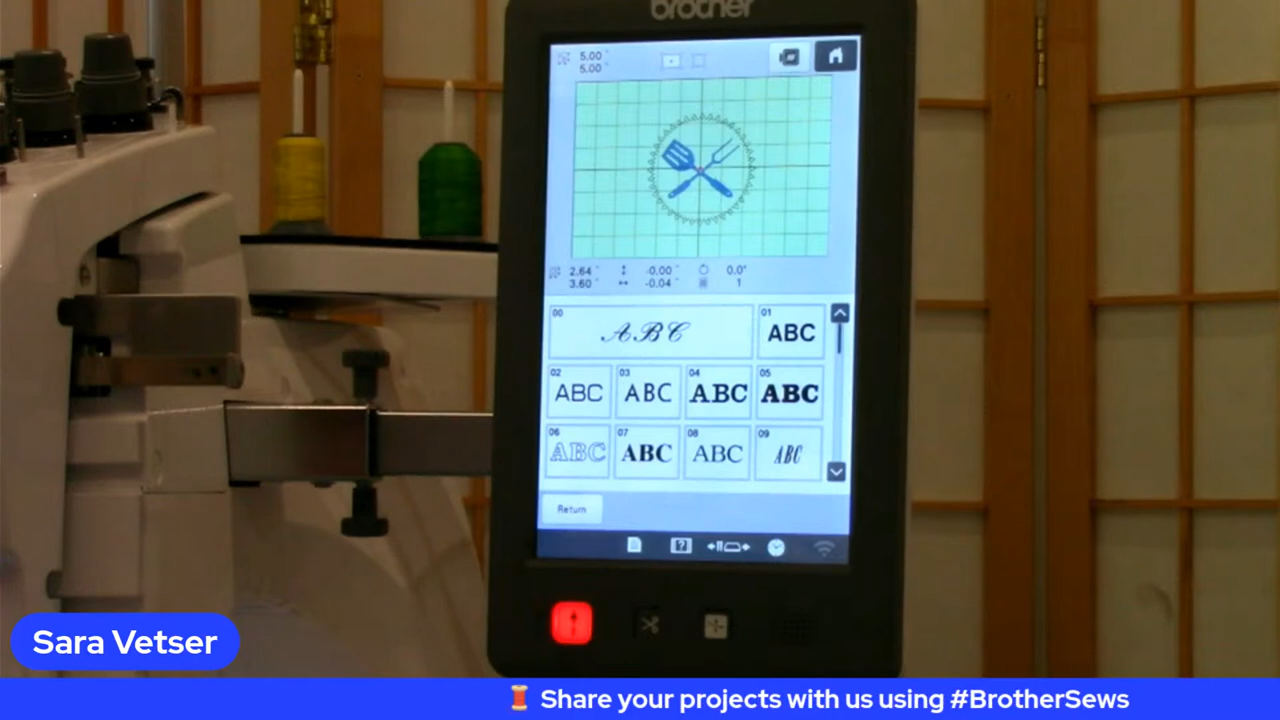 brother
5.00"
5.00"
2.64" -0.00" 0.0°
3.60" -0.04" 1
00 ABC
01 ABC
02 ABC
03 ABC
04 ABC
05 ABC
06 ABC
07 ABC
08 ABC
09 ABC
Return
Sara Vetser
Share your projects with us using #BrotherSews